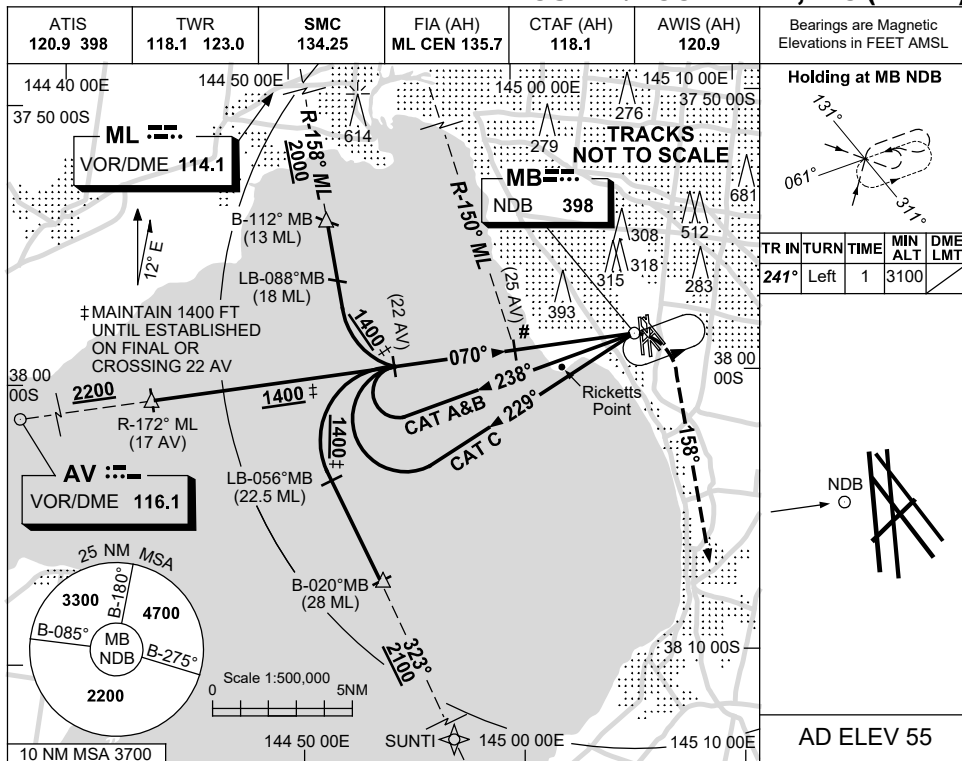 ATIS
120.9 398
TWR
118.1 123.0
SMC
134.25
FIA (AH)
ML CEN 135.7
CTAF (AH)
118.1
AWIS (AH)
120.9
Bearings are Magnetic
Elevations in FEET AMSL
144 40 00E
144 50 00E
145 00 00E
145 10 00E
37 50 00S
37 50 00S
ML
VOR/DME 114.1
R-158° ML
2000
614
279
276
TRACKS
NOT TO SCALE
MB
NDB 398
R-150° ML
681
B-112° MB
(13 ML)
12° E
LB-088°MB
(18 ML)
308
512
318
315
283
393
(22 AV)
(25 AV)
#
‡ MAINTAIN 1400 FT
UNTIL ESTABLISHED
ON FINAL OR
CROSSING 22 AV
1400 ‡
070°
38 00
00S
38 00
00S
2200
1400 ‡
238°
CAT A&B
229°
CAT C
Ricketts
Point
R-172° ML
(17 AV)
1400 ‡
158°
AV
VOR/DME 116.1
LB-056°MB
(22.5 ML)
25 NM MSA
3300
B-180°
4700
B-085°
MB
NDB
B-275°
2200
B-020°MB
(28 ML)
323°
2100
38 10 00S
Scale 1:500,000
0
5NM
10 NM MSA 3700
144 50 00E
SUNTI
145 00 00E
145 10 00E
Holding at MB NDB
131°
061°
311°
TR IN TURN TIME MIN ALT DME LMT
241° Left 1 3100
NDB
AD ELEV 55